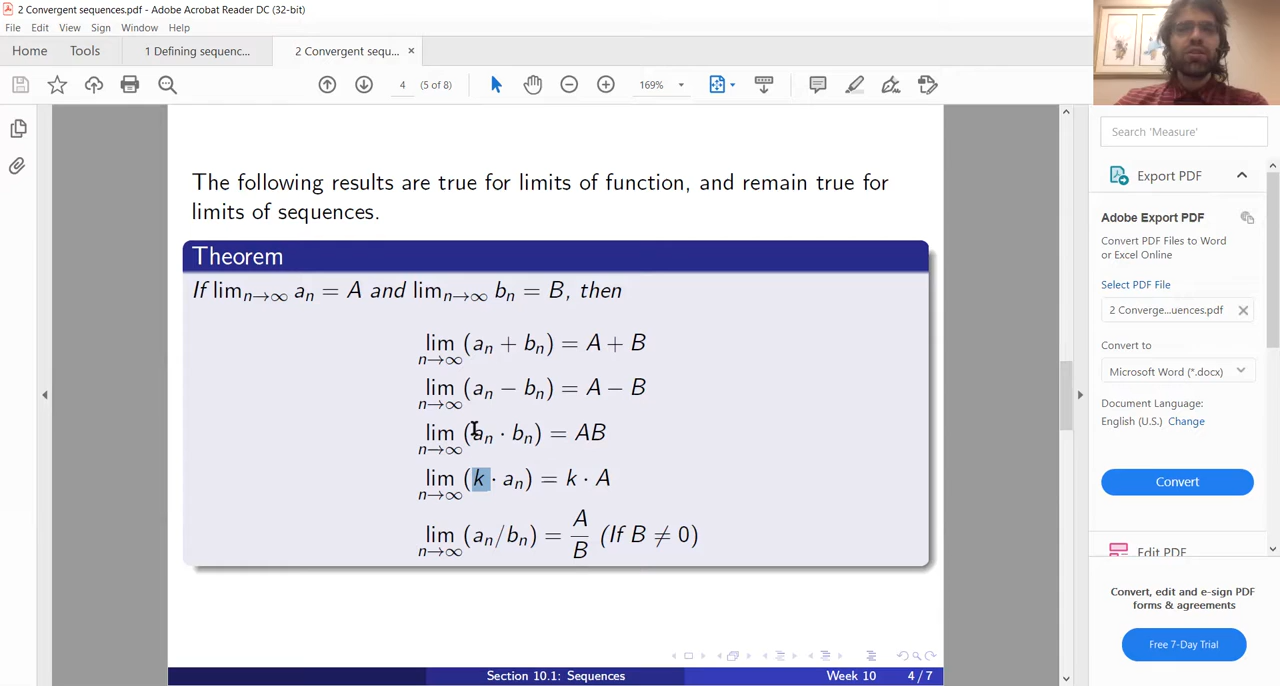 2 Convergent sequences.pdf - Adobe Acrobat Reader DC (32-bit)
File Edit View Sign Window Help
Home Tools 1 Defining sequenc... 2 Convergent sequ... ×
4 (5 of 8) 169%
Search 'Measure'
Export PDF
Adobe Export PDF
Convert PDF Files to Word
or Excel Online
Select PDF File
2 Converge...uences.pdf
Convert to
Microsoft Word (*.docx)
Document Language:
English (U.S.) Change
Convert
Edit PDF
Convert, edit and e-sign PDF
forms & agreements
Free 7-Day Trial
The following results are true for limits of function, and remain true for
limits of sequences.
Theorem
If lim_{n→∞} a_n = A and lim_{n→∞} b_n = B, then
lim_{n→∞} (a_n + b_n) = A + B
lim_{n→∞} (a_n − b_n) = A − B
lim_{n→∞} (a_n · b_n) = AB
lim_{n→∞} (k · a_n) = k · A
lim_{n→∞} (a_n/b_n) = A/B (If B ≠ 0)
Section 10.1: Sequences Week 10 4 / 7